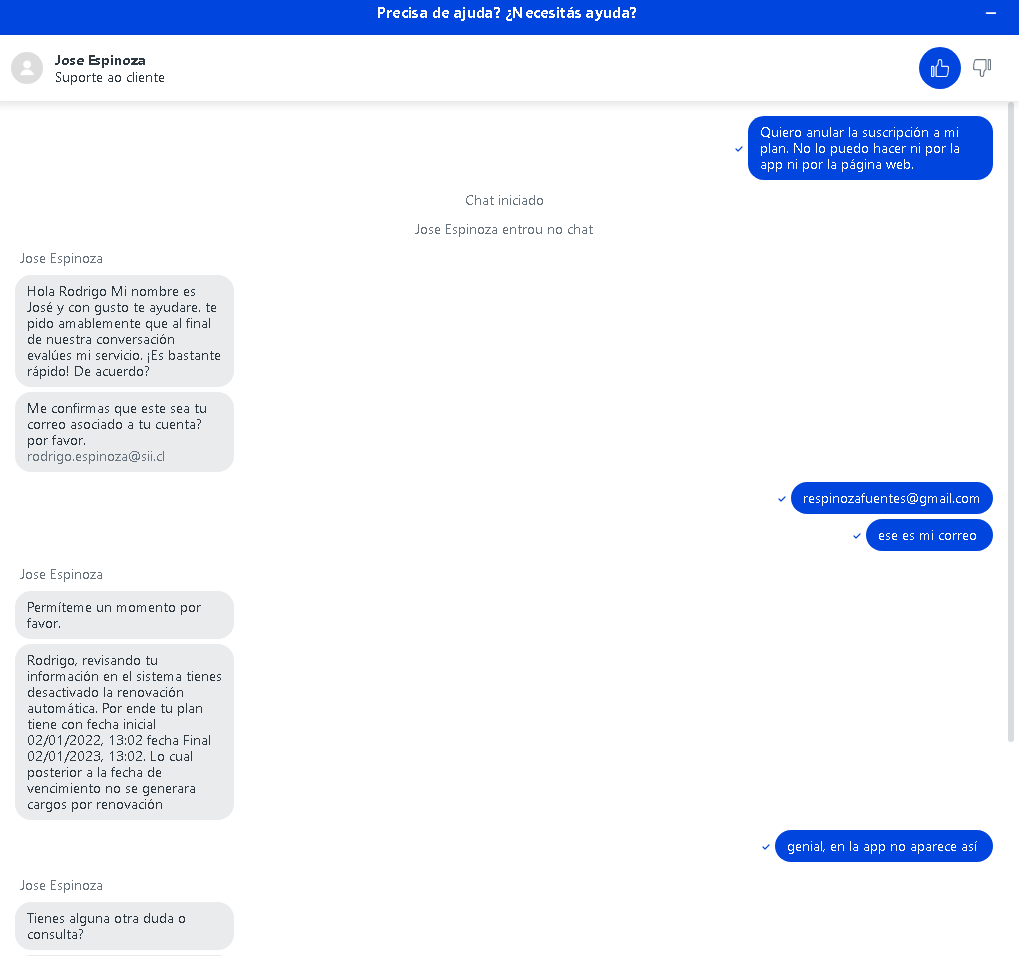 Precisa de ajuda? ¿Necesitás ayuda?
Jose Espinoza
Suporte ao cliente
Quiero anular la suscripción a mi
plan. No lo puedo hacer ni por la
app ni por la página web.
Chat iniciado
Jose Espinoza entrou no chat
Jose Espinoza
Hola Rodrigo Mi nombre es
José y con gusto te ayudare. te
pido amablemente que al final
de nuestra conversación
evalúes mi servicio. ¡Es bastante
rápido! De acuerdo?
Me confirmas que este sea tu
correo asociado a tu cuenta?
por favor.
rodrigo.espinoza@sii.cl
respinozafuentes@gmail.com
ese es mi correo
Jose Espinoza
Permíteme un momento por
favor.
Rodrigo, revisando tu
información en el sistema tienes
desactivado la renovación
automática. Por ende tu plan
tiene con fecha inicial
02/01/2022, 13:02 fecha Final
02/01/2023, 13:02. Lo cual
posterior a la fecha de
vencimiento no se generara
cargos por renovación
genial, en la app no aparece así
Jose Espinoza
Tienes alguna otra duda o
consulta?